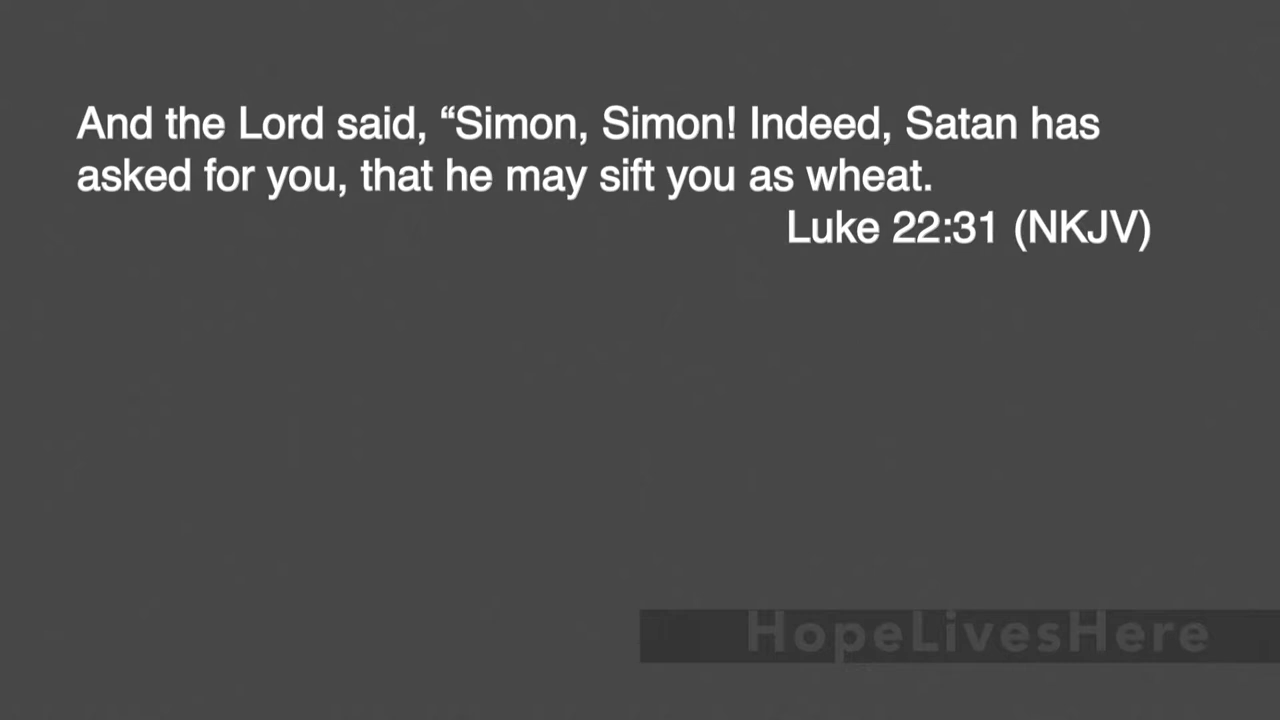 And the Lord said, “Simon, Simon! Indeed, Satan has
asked for you, that he may sift you as wheat.
Luke 22:31 (NKJV)
HopeLivesHere